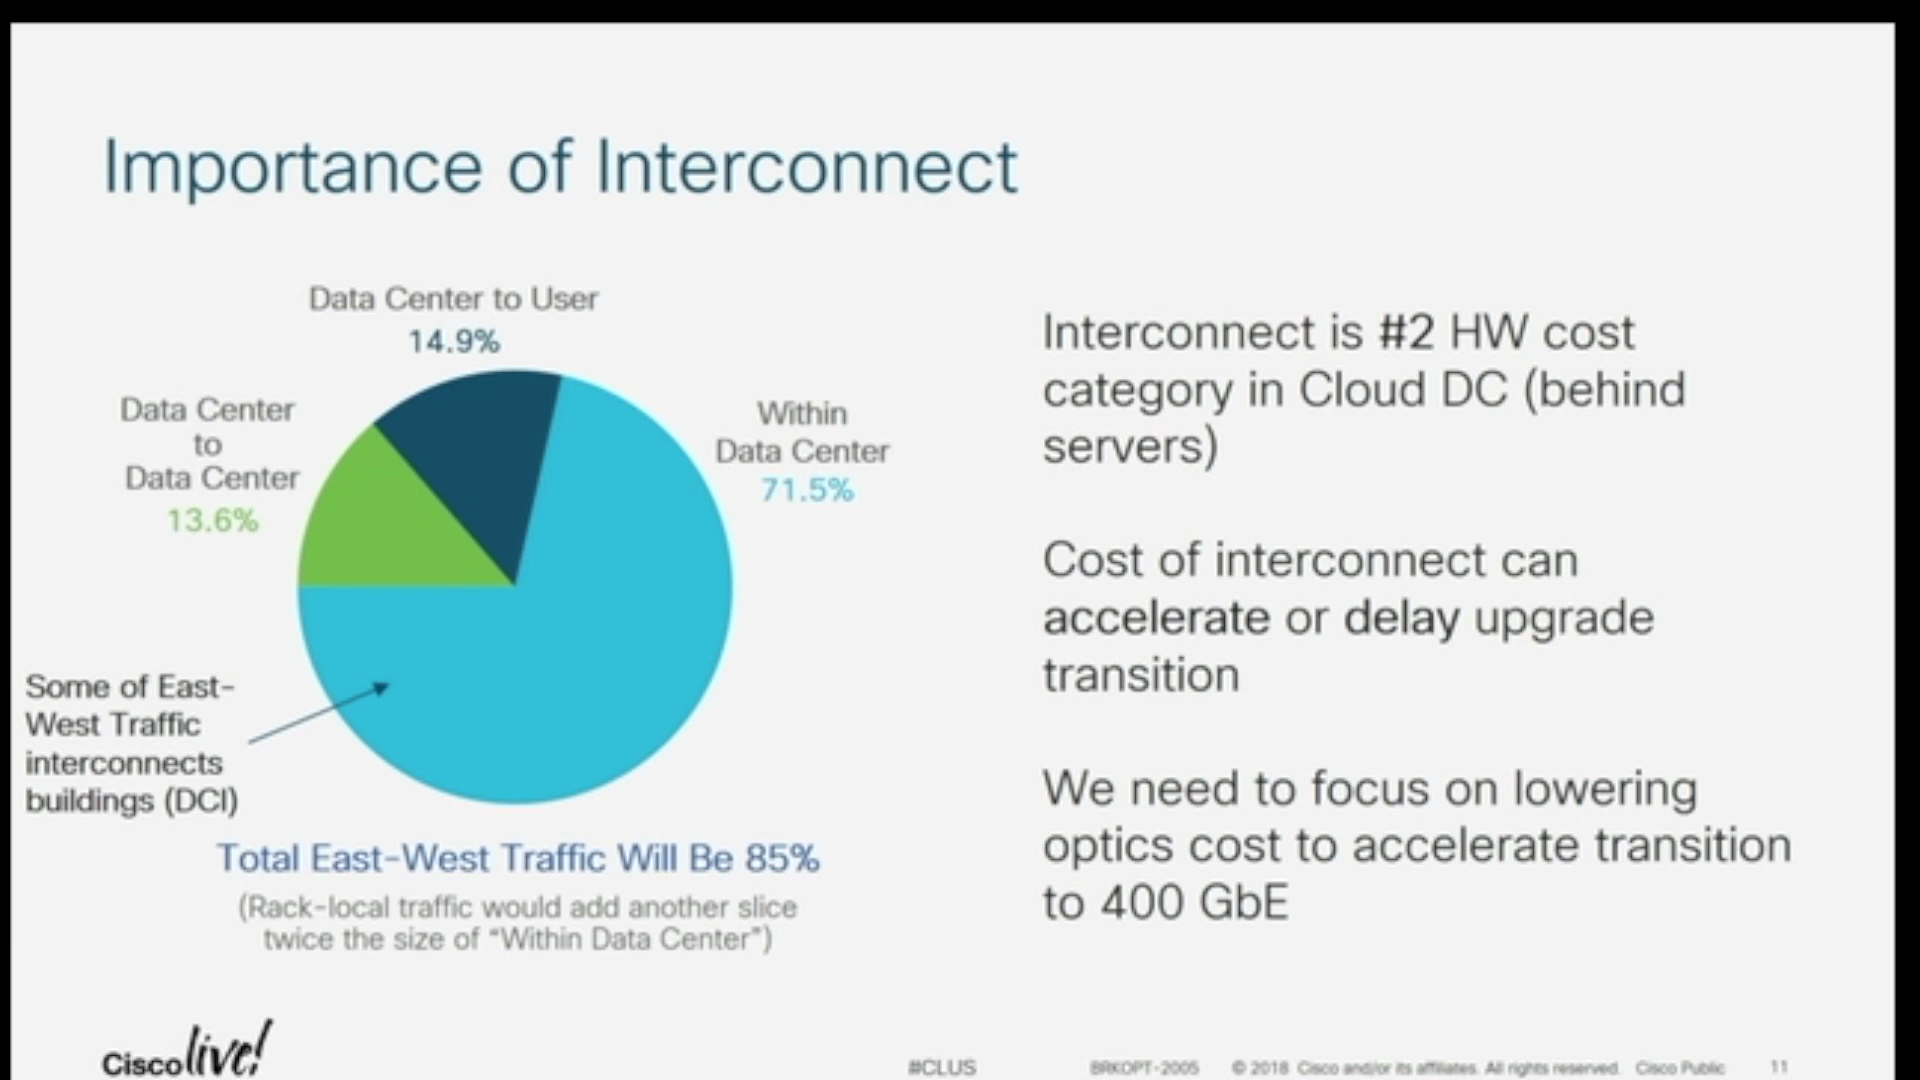 Importance of Interconnect
Data Center to User
14.9%
Data Center
to
Data Center
13.6%
Within
Data Center
71.5%
Some of East-
West Traffic
interconnects
buildings (DCI)
Total East-West Traffic Will Be 85%
(Rack-local traffic would add another slice
twice the size of “Within Data Center”)
Interconnect is #2 HW cost
category in Cloud DC (behind
servers)
Cost of interconnect can
accelerate or delay upgrade
transition
We need to focus on lowering
optics cost to accelerate transition
to 400 GbE
Cisco live!
#CLUS
BRKOPT-2005 © 2018 Cisco and/or its affiliates. All rights reserved. Cisco Public 11